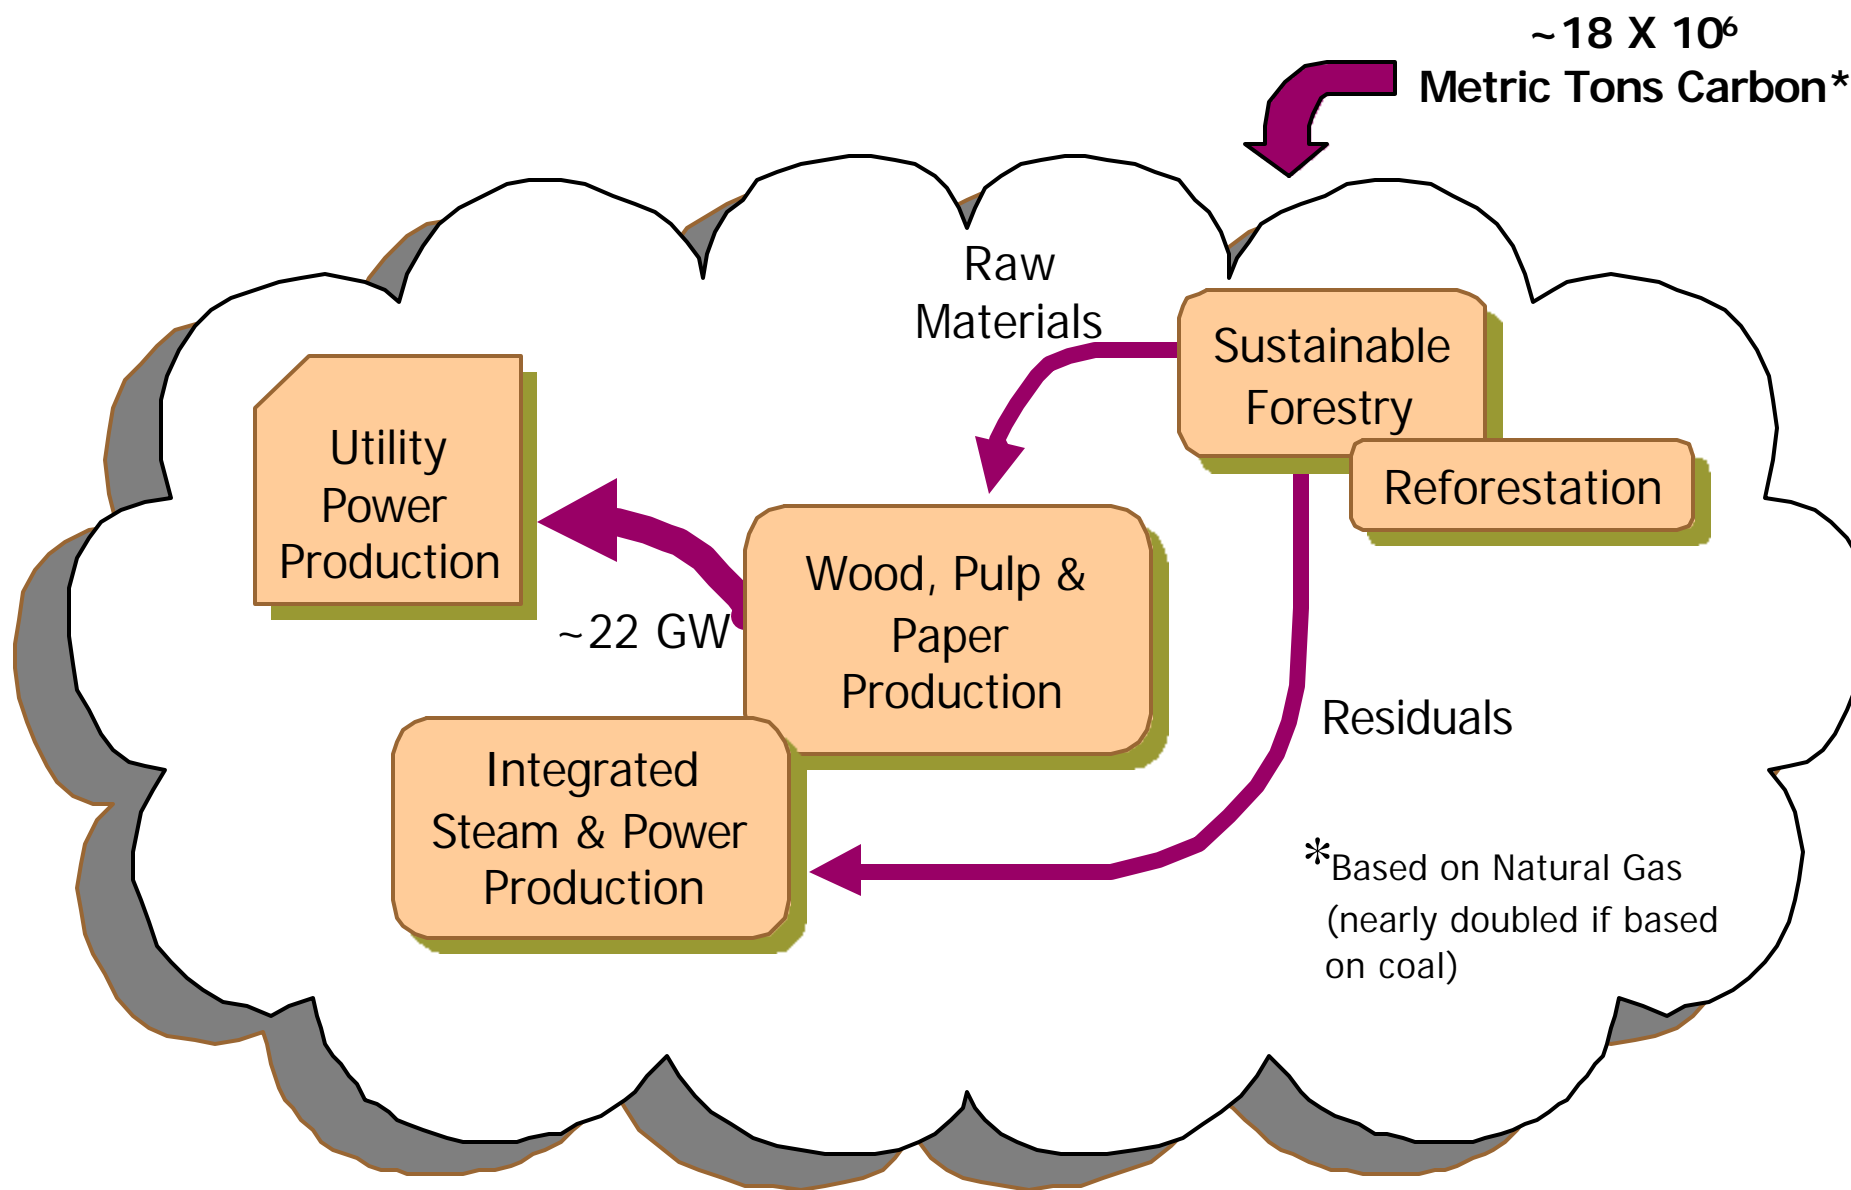 ~18 X 10⁶
Metric Tons Carbon*
Raw
Materials
Sustainable
Forestry
Reforestation
Utility
Power
Production
~22 GW
Wood, Pulp &
Paper
Production
Integrated
Steam & Power
Production
Residuals
*Based on Natural Gas
(nearly doubled if based
on coal)